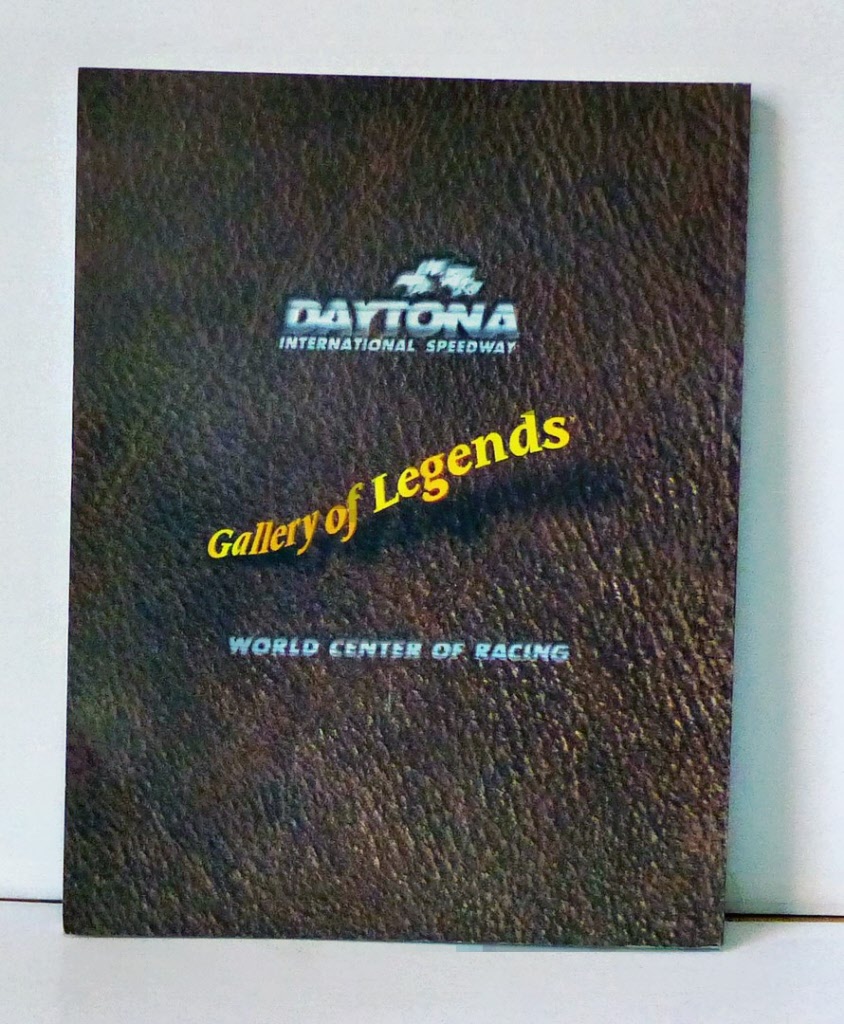 DAYTONA
INTERNATIONAL SPEEDWAY
Gallery of Legends
WORLD CENTER OF RACING